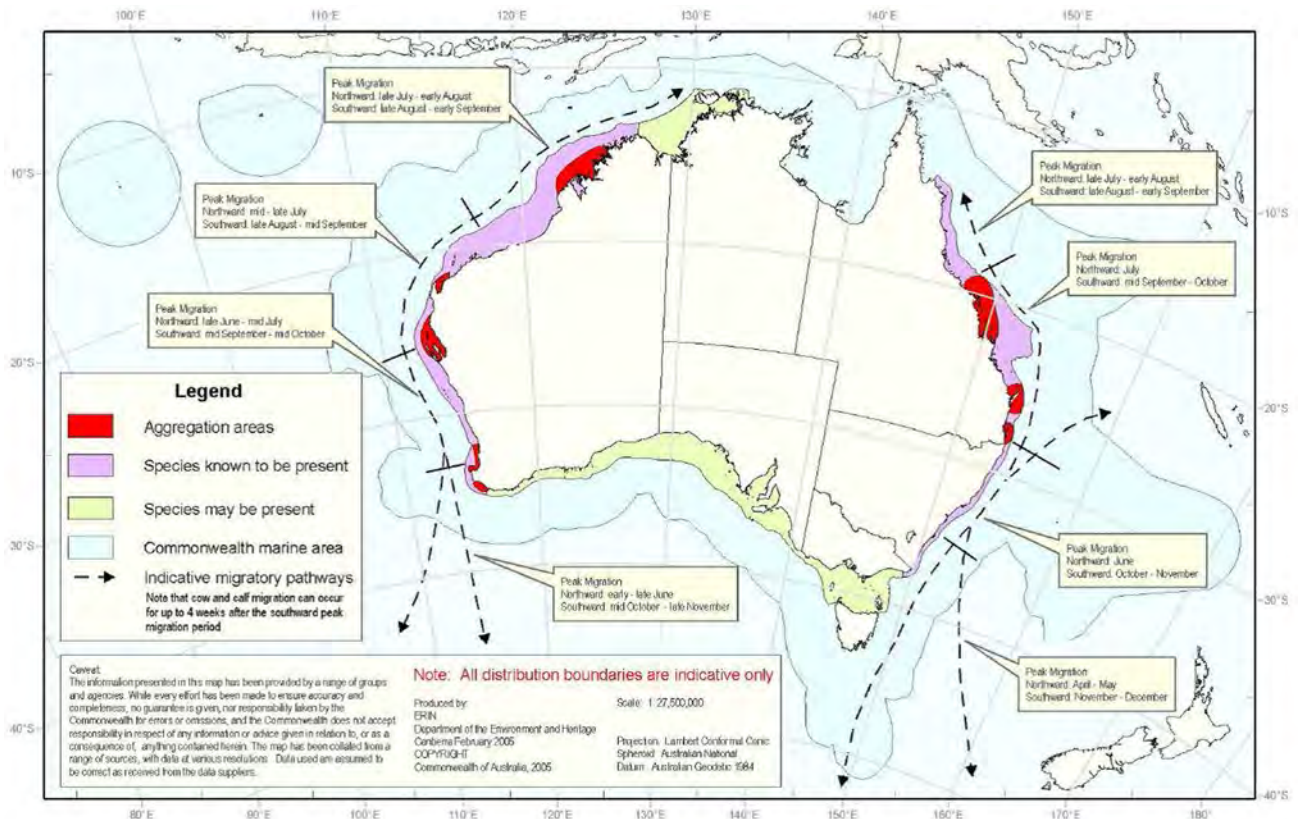 100°E
110°E
120°E
130°E
140°E
150°E
Peak Migration
Northward: late July - early August
Southward: late August - early September
Peak Migration
Northward: mid - late July
Southward: late August - mid September
Peak Migration
Northward: late June - mid July
Southward: mid September - mid October
Peak Migration
Northward: late July - early August
Southward: late August - early September
Peak Migration
Northward: July
Southward: mid September - October
10°S
20°S
30°S
40°S
10°S
20°S
30°S
40°S
Legend
Aggregation areas
Species known to be present
Species may be present
Commonwealth marine area
Indicative migratory pathways
Note that cow and calf migration can occur
for up to 4 weeks after the southward peak
migration period
Peak Migration
Northward: early - late June
Southward: mid October - late November
Peak Migration
Northward: June
Southward: October - November
Peak Migration
Northward: April - May
Southward: November - December
Caveat:
The information presented in this map has been provided by a range of groups
and agencies. While every effort has been made to ensure accuracy and
completeness, no guarantee is given, nor responsibility taken by the
Commonwealth for errors or omissions, and the Commonwealth does not accept
responsibility in respect of any information or advice given in relation to, or as a
consequence of, anything contained herein. The map has been collated from a
range of sources, with data at various resolutions. Data used are assumed to
be correct as received from the data suppliers.
Note: All distribution boundaries are indicative only
Produced by:
ERIN
Department of the Environment and Heritage
Canberra February 2005
COPYRIGHT
Commonwealth of Australia, 2005
Scale: 1:27,500,000
Projection: Lambert Conformal Conic
Spheroid: Australian National
Datum: Australian Geodetic 1984
80°E
90°E
100°E
110°E
120°E
130°E
140°E
150°E
160°E
170°E
180°